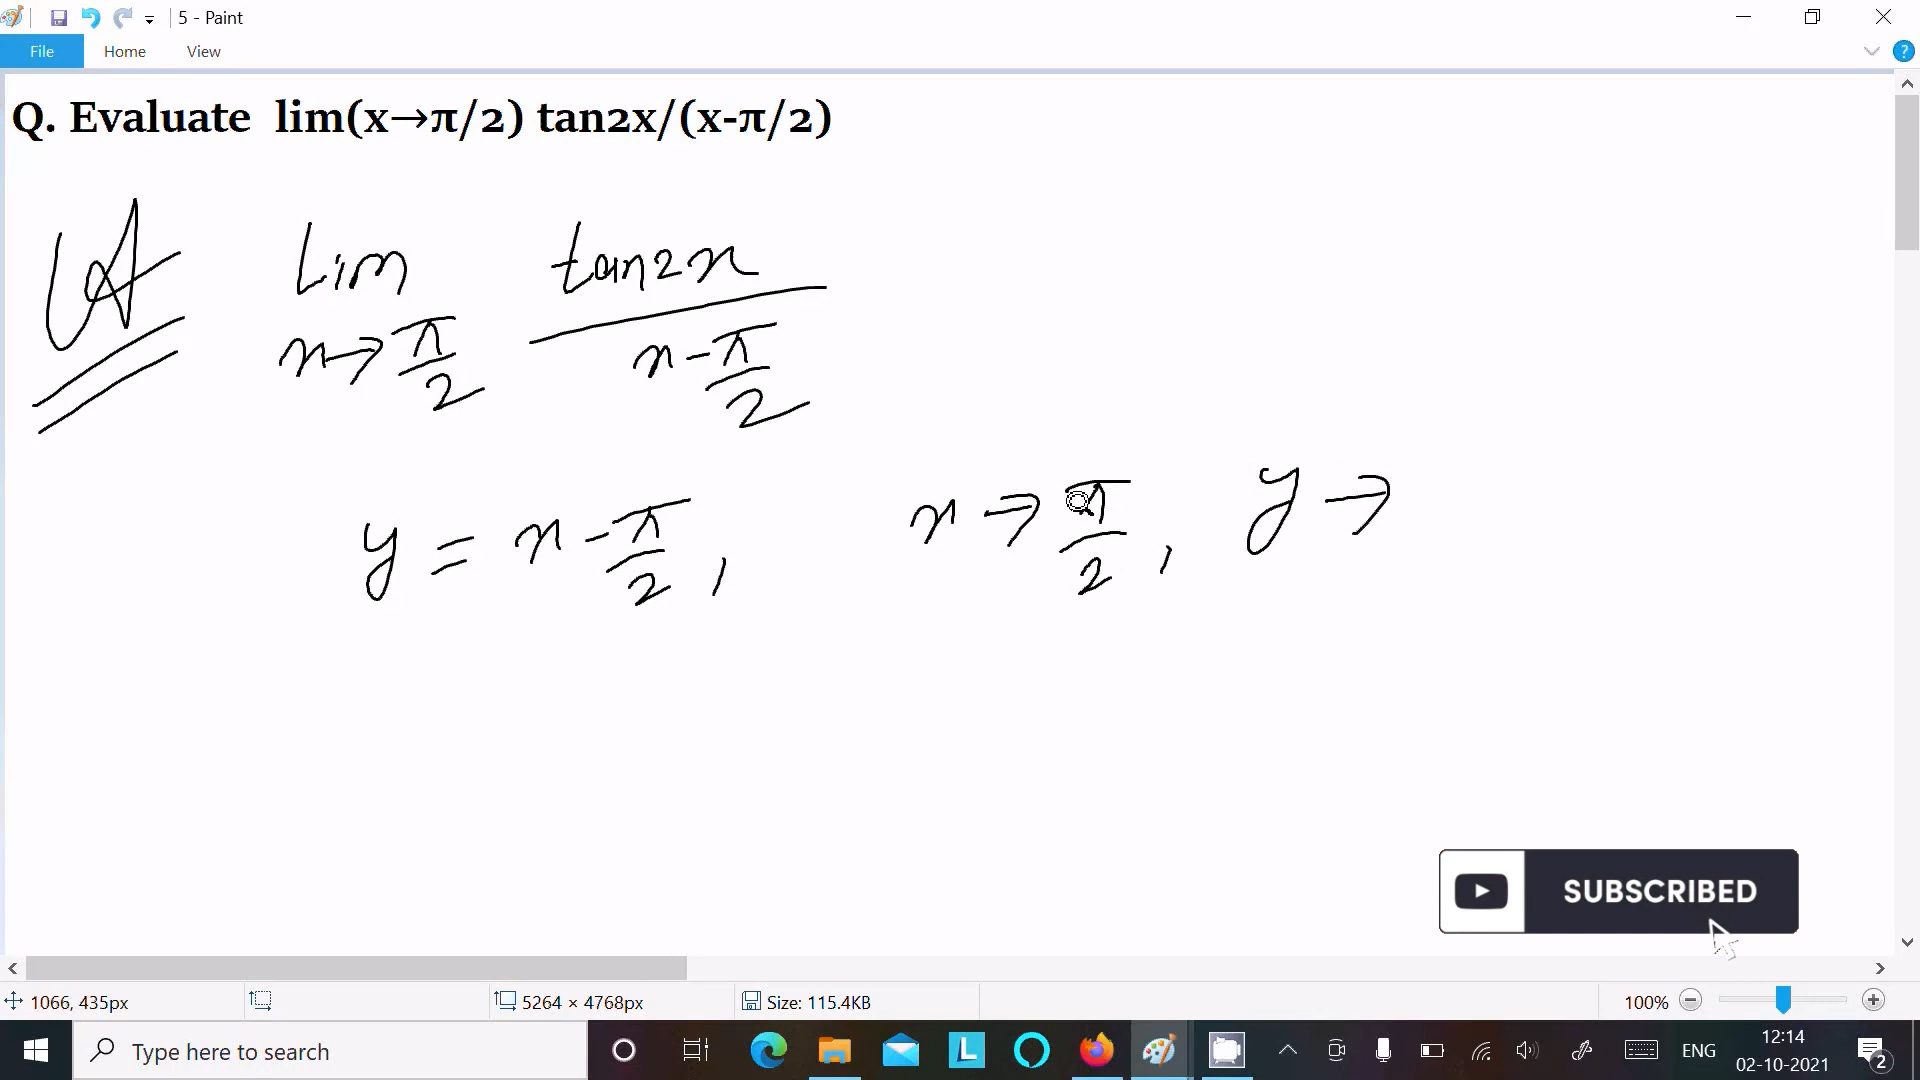 5 - Paint
File Home View
Q. Evaluate lim(x→π/2) tan2x/(x-π/2)
Lim tan2x
x→π/2 x-π/2
y = x-π/2, x→π/2, y→
SUBSCRIBED
1066, 435px 5264 × 4768px Size: 115.4KB 100%
Type here to search L ENG 12:14
02-10-2021 2